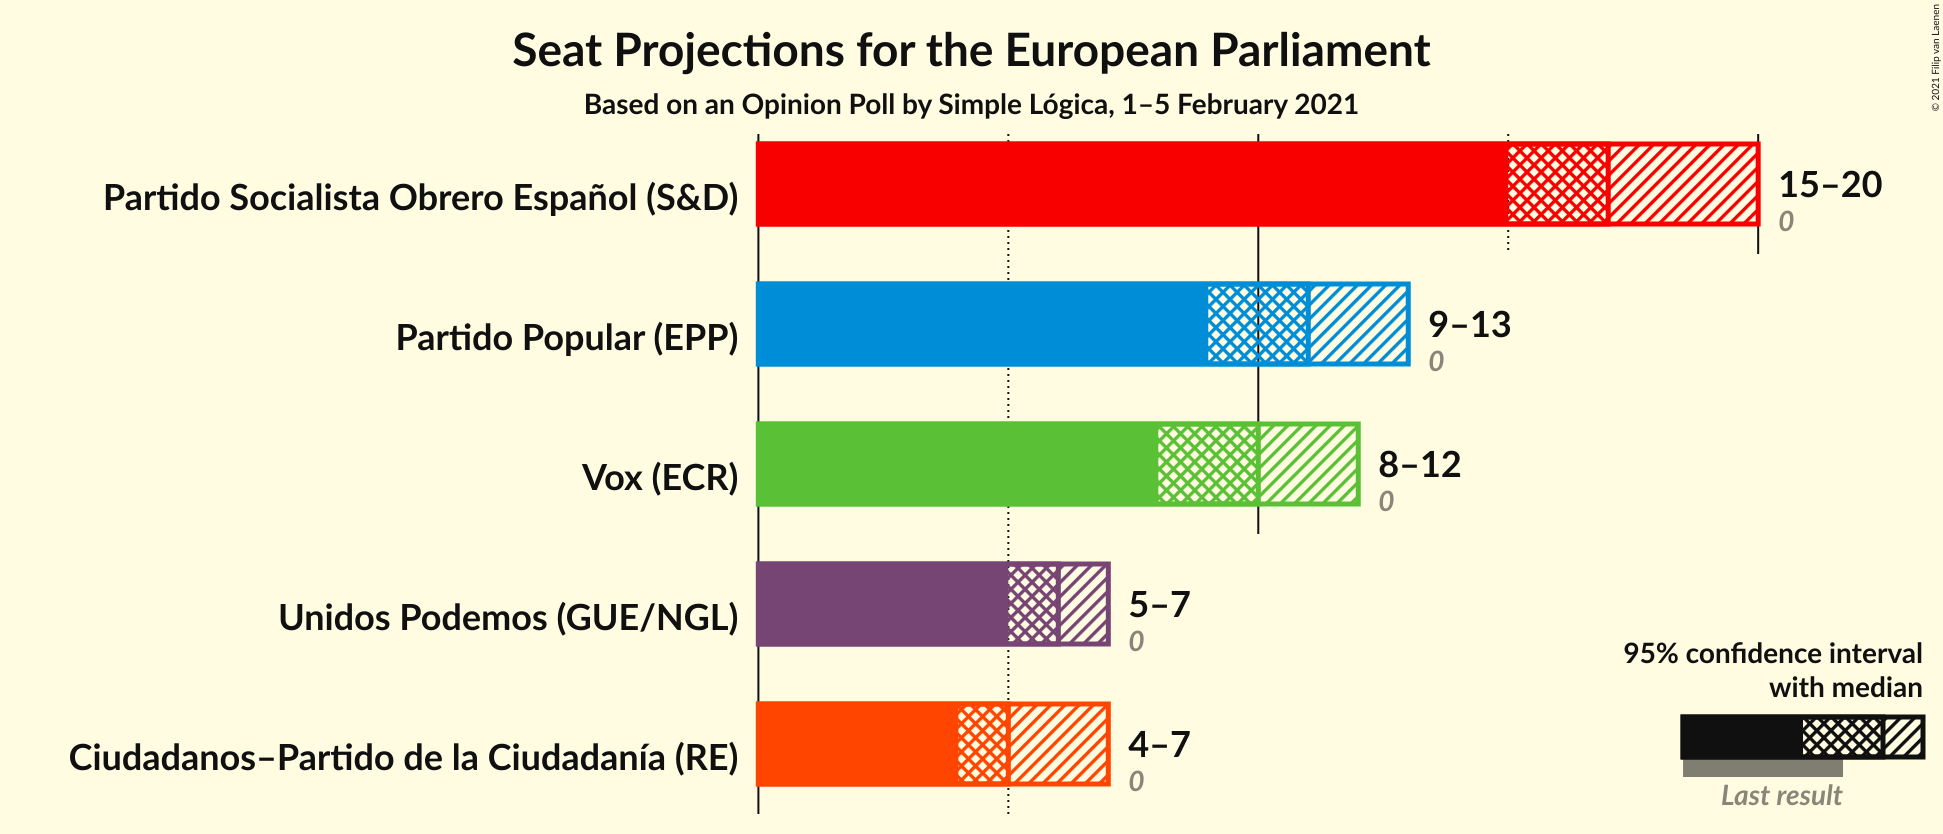 Seat Projections for the European Parliament
Based on an Opinion Poll by Simple Lógica, 1–5 February 2021
© 2021 Filip van Laenen
Partido Socialista Obrero Español (S&D)
15–20
0
Partido Popular (EPP)
9–13
0
Vox (ECR)
8–12
0
Unidos Podemos (GUE/NGL)
5–7
0
Ciudadanos–Partido de la Ciudadanía (RE)
4–7
0
95% confidence interval
with median
Last result